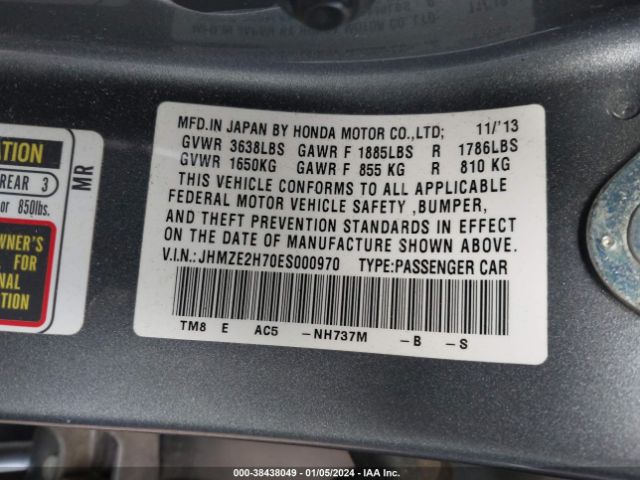 ATION
REAR 3
or 850lbs.
WNER'S
L FOR
ONAL
MR
MFD.IN JAPAN BY HONDA MOTOR CO.,LTD; 11/'13
GVWR 3638LBS GAWR F 1885LBS R 1786LBS
GVWR 1650KG GAWR F 855 KG R 810 KG
THIS VEHICLE CONFORMS TO ALL APPLICABLE
FEDERAL MOTOR VEHICLE SAFETY ,BUMPER,
AND THEFT PREVENTION STANDARDS IN EFFECT
ON THE DATE OF MANUFACTURE SHOWN ABOVE.
V.I.N.:JHMZE2H70ES000970 TYPE:PASSENGER CAR
TM8 E AC5 -NH737M -B -S
000-38438049 - 01/05/2024 - IAA Inc.